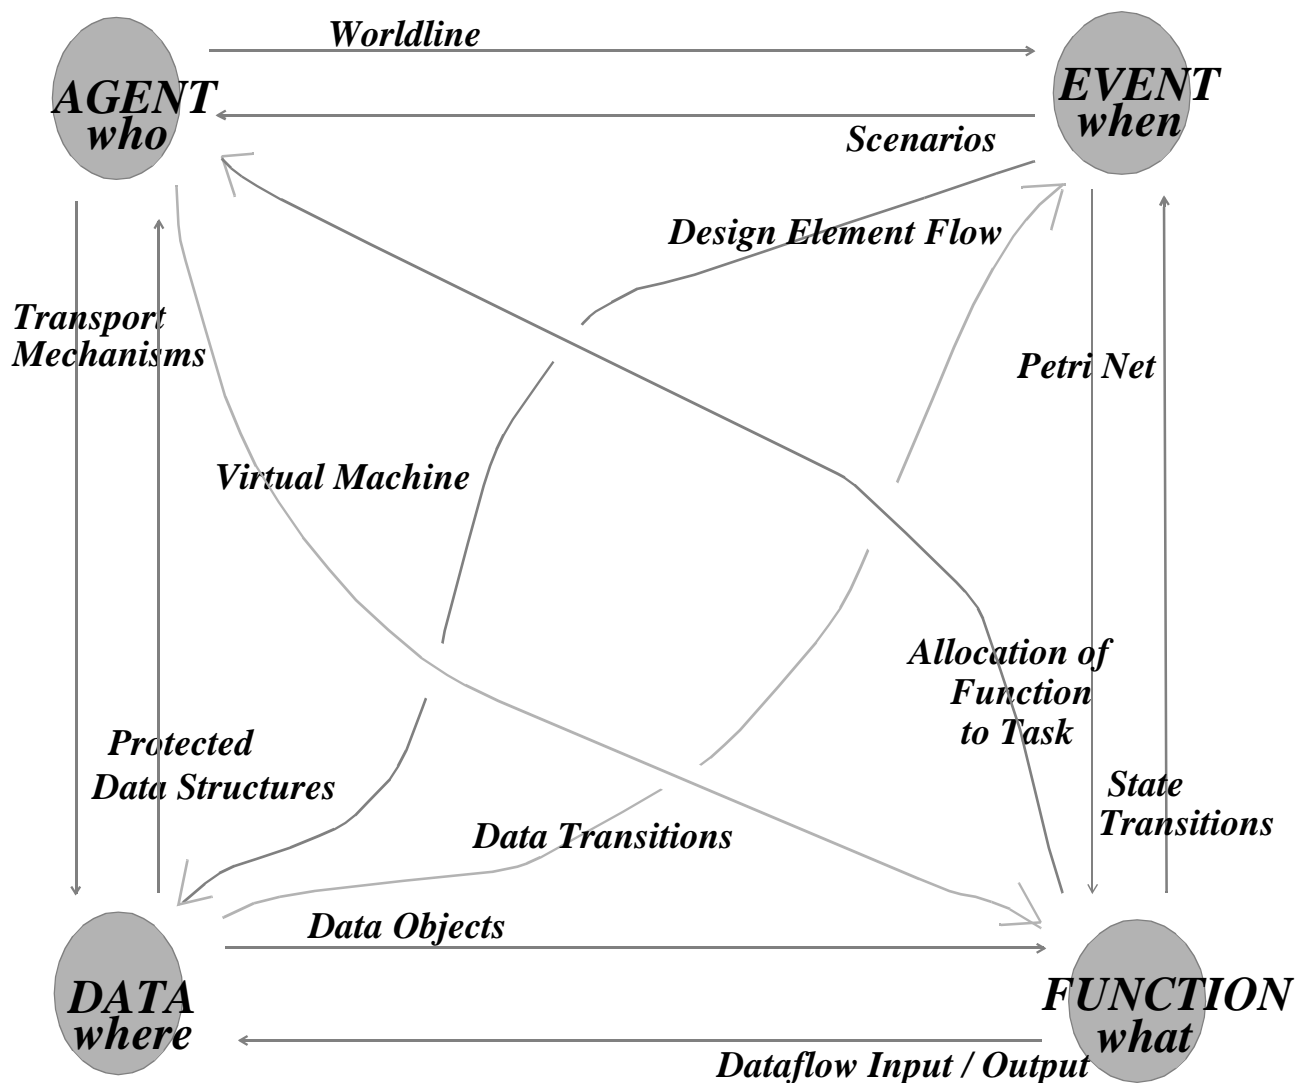 Worldline
AGENT
who
EVENT
when
Scenarios
Design Element Flow
Transport
Mechanisms
Petri Net
Virtual Machine
Allocation of
Function
to Task
Protected
Data Structures
State
Transitions
Data Transitions
Data Objects
DATA
where
FUNCTION
what
Dataflow Input / Output